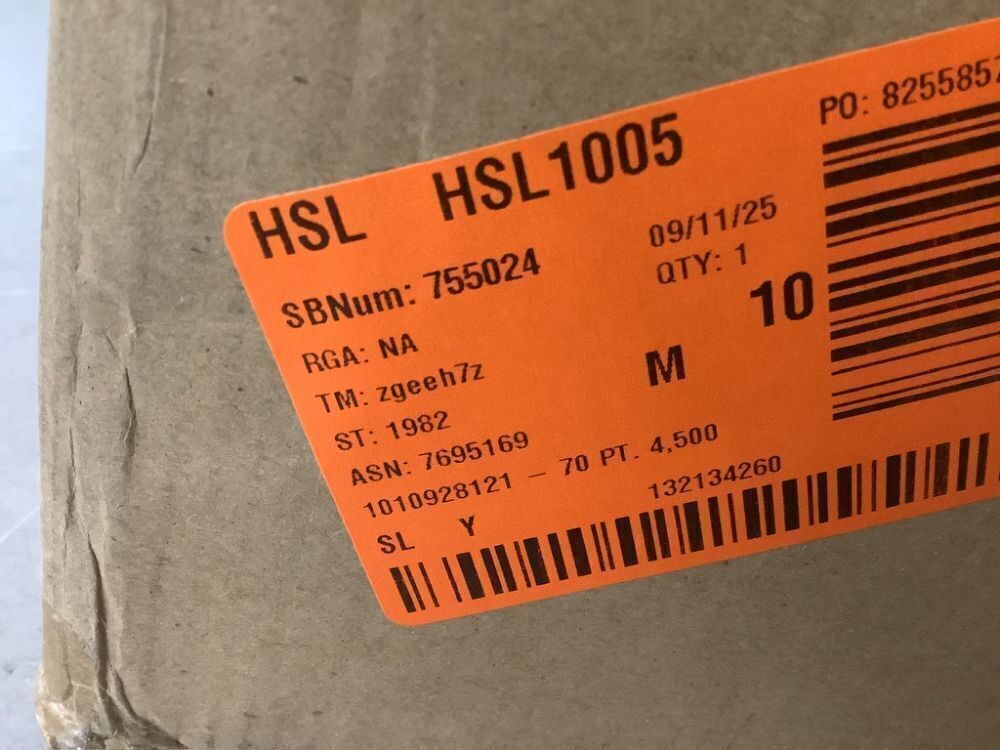 HSL HSL1005
PO: 8255857
SBNum: 755024
09/11/25
QTY: 1
RGA: NA
10
TM: zgeeh7z
M
ST: 1982
ASN: 7695169
1010928121 - 70 PT. 4,500
SL Y
132134260